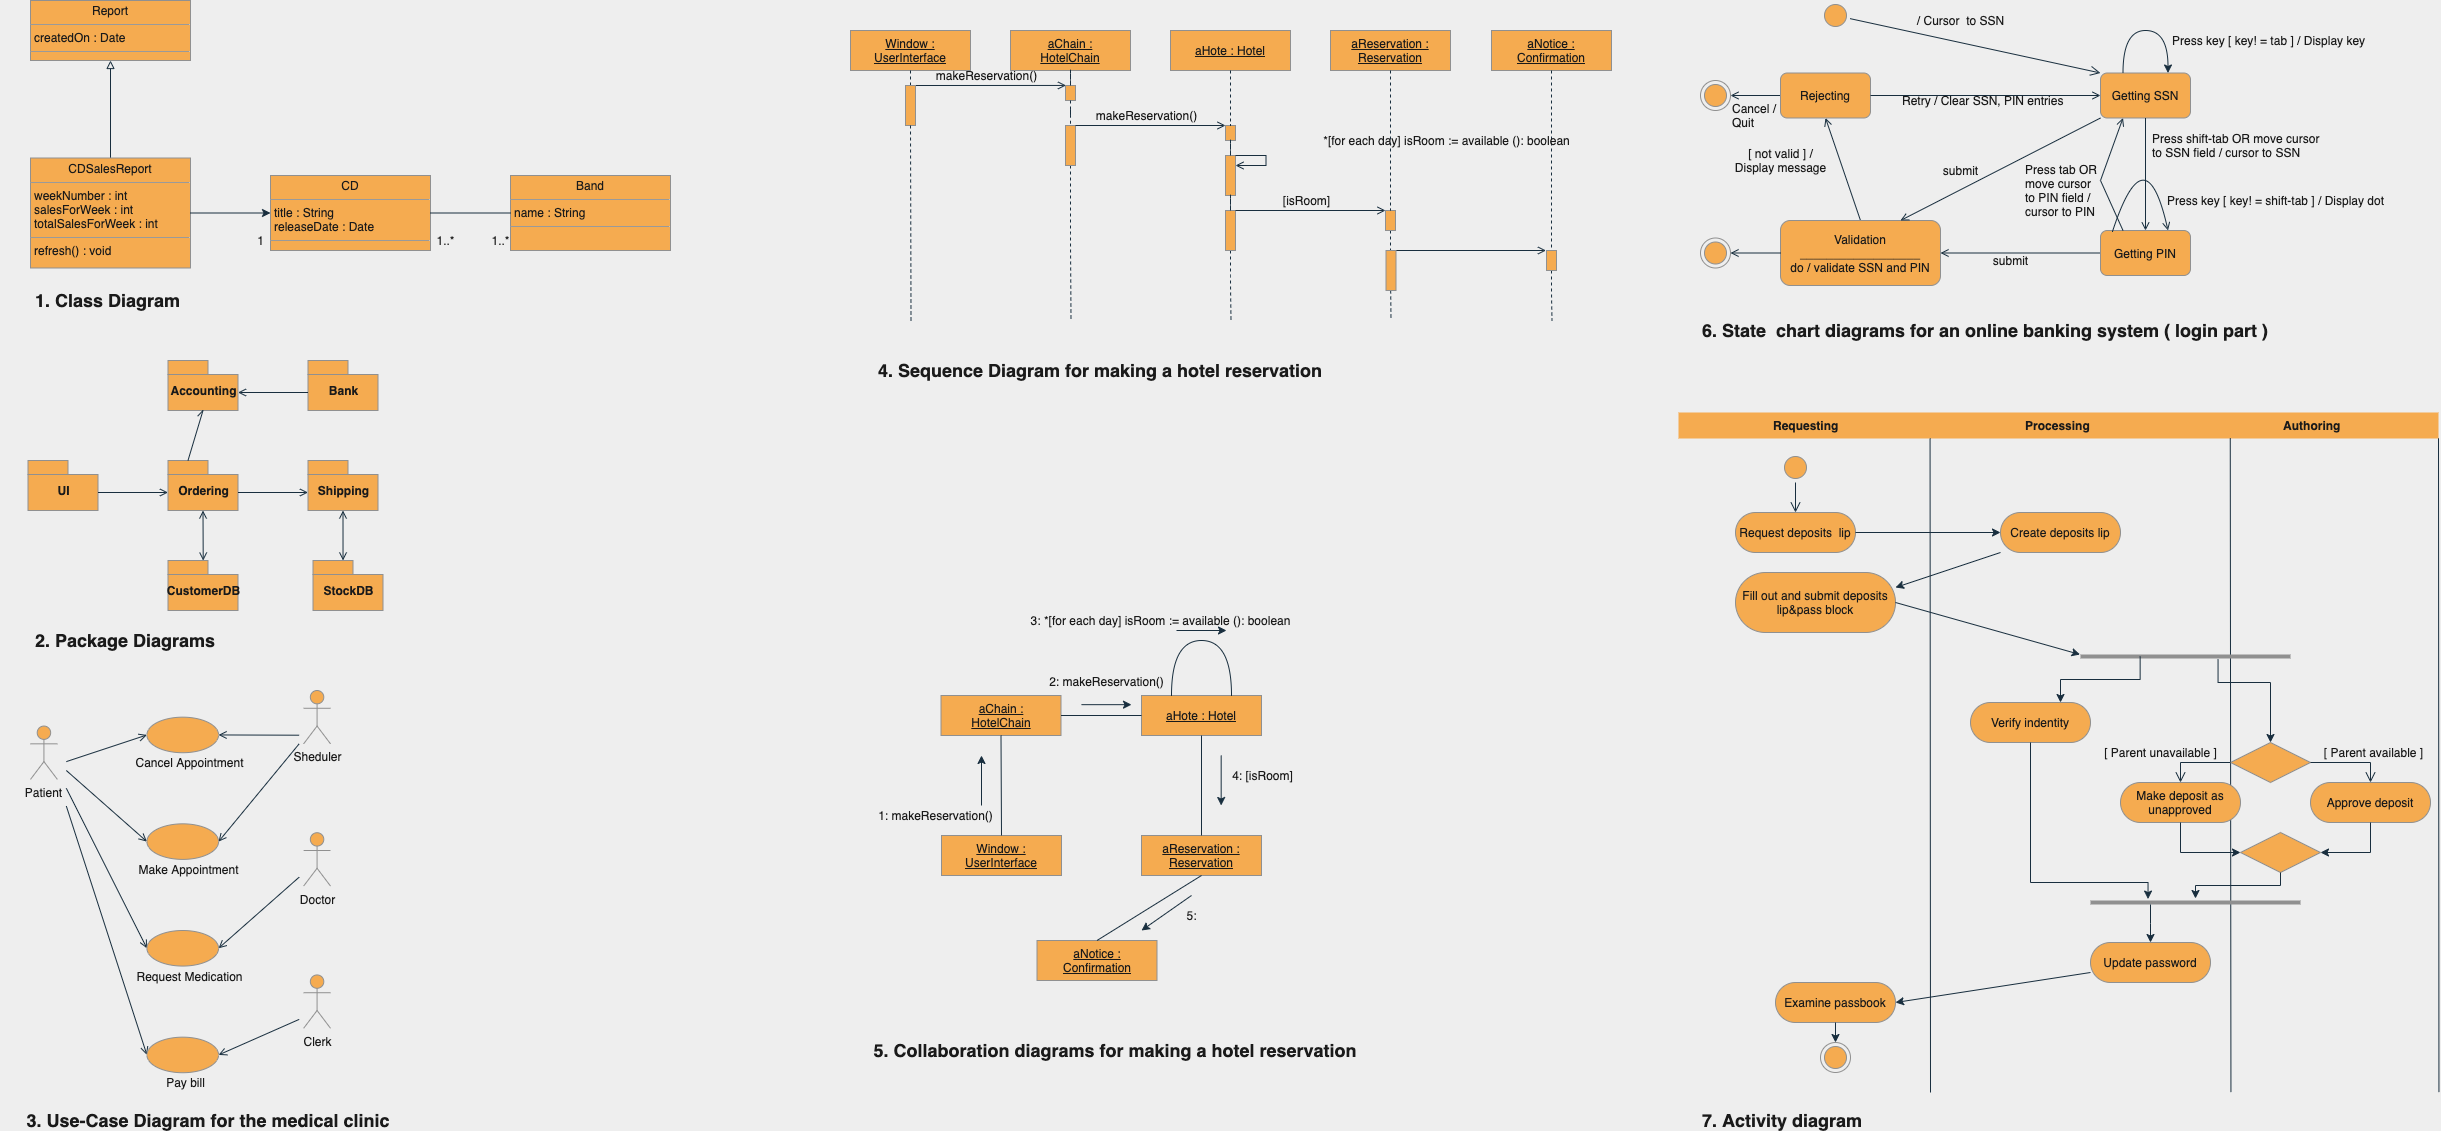 Report
createdOn : Date
CDSalesReport
weekNumber : int
salesForWeek : int
totalSalesForWeek : int
refresh() : void
1
CD
title : String
releaseDate : Date
1..*
1..*
Band
name : String
1. Class Diagram
Accounting
Bank
UI
Ordering
Shipping
CustomerDB
StockDB
2. Package Diagrams
Patient
Cancel Appointment
Sheduler
Make Appointment
Doctor
Request Medication
Clerk
Pay bill
3. Use-Case Diagram for the medical clinic
Window :
UserInterface
aChain :
HotelChain
aHote : Hotel
aReservation :
Reservation
aNotice :
Confirmation
makeReservation()
makeReservation()
*[for each day] isRoom := available (): boolean
[isRoom]
4. Sequence Diagram for making a hotel reservation
3: *[for each day] isRoom := available (): boolean
2: makeReservation()
aChain :
HotelChain
aHote : Hotel
4: [isRoom]
1: makeReservation()
Window :
UserInterface
aReservation :
Reservation
5:
aNotice :
Confirmation
5. Collaboration diagrams for making a hotel reservation
/ Cursor  to SSN
Press key [ key! = tab ] / Display key
Rejecting
Retry / Clear SSN, PIN entries
Getting SSN
Cancel /
Quit
[ not valid ] /
Display message
submit
Press shift-tab OR move cursor
to SSN field / cursor to SSN
Press tab OR
move cursor
to PIN field /
cursor to PIN
Press key [ key! = shift-tab ] / Display dot
Validation
do / validate SSN and PIN
submit
Getting PIN
6. State  chart diagrams for an online banking system ( login part )
Requesting
Processing
Authoring
Request deposits  lip
Create deposits lip
Fill out and submit deposits
lip&pass block
Verify indentity
[ Parent unavailable ]
[ Parent available ]
Make deposit as
unapproved
Approve deposit
Update password
Examine passbook
7. Activity diagram